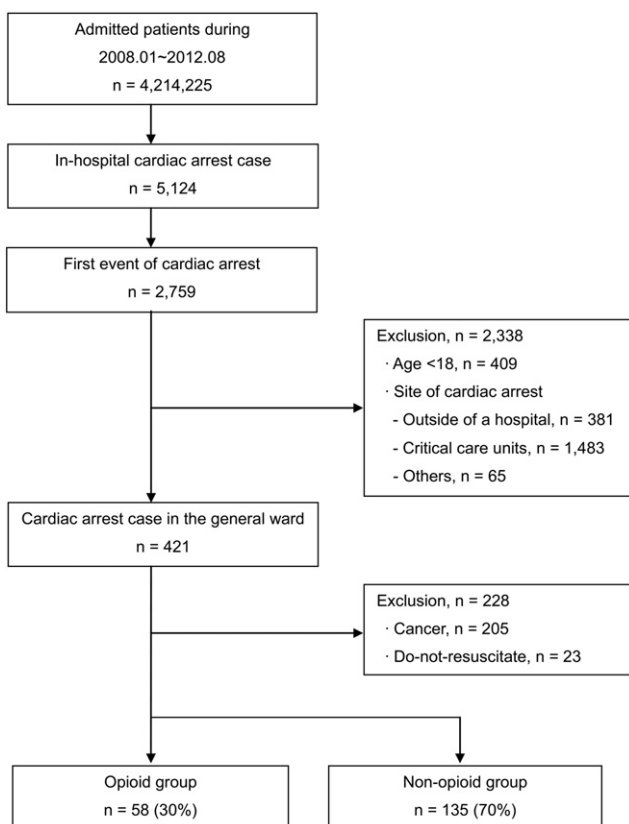 Admitted patients during
2008.01~2012.08
n = 4,214,225
In-hospital cardiac arrest case
n = 5,124
First event of cardiac arrest
n = 2,759
Exclusion, n = 2,338
· Age <18, n = 409
· Site of cardiac arrest
- Outside of a hospital, n = 381
- Critical care units, n = 1,483
- Others, n = 65
Cardiac arrest case in the general ward
n = 421
Exclusion, n = 228
· Cancer, n = 205
· Do-not-resuscitate, n = 23
Opioid group
n = 58 (30%)
Non-opioid group
n = 135 (70%)